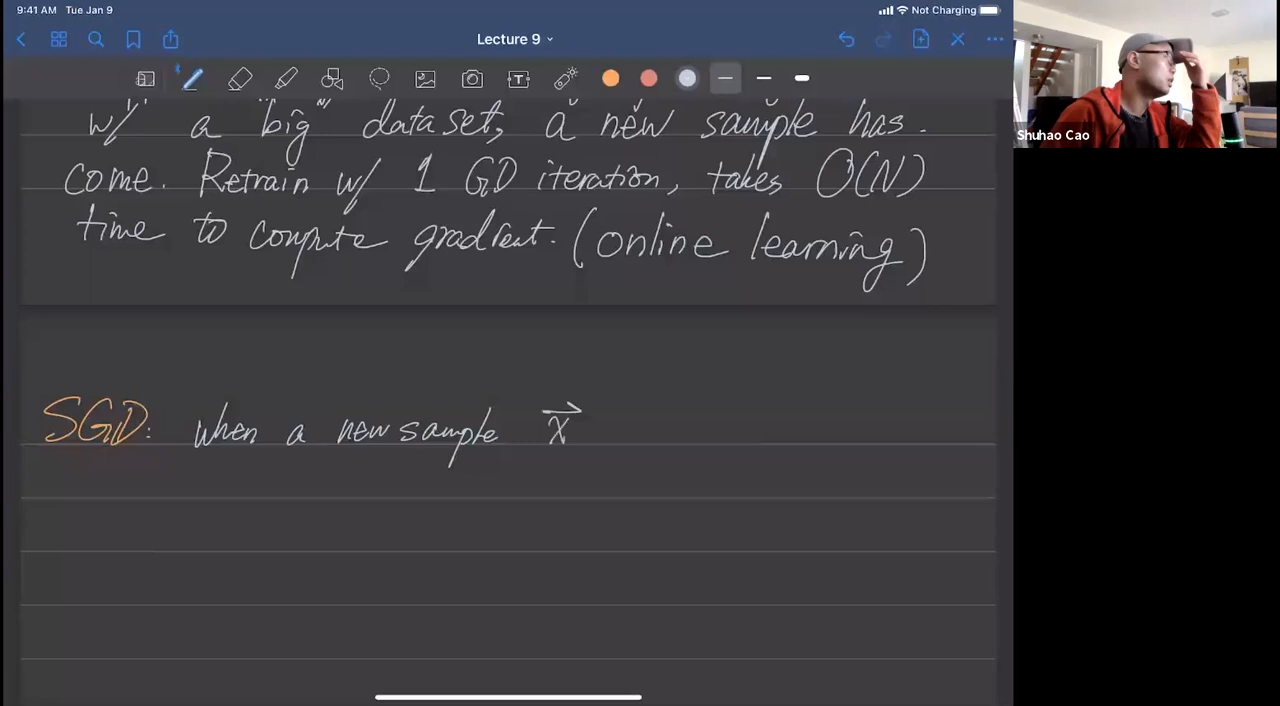 9:41 AM Tue Jan 9
Not Charging
Lecture 9
w/ a "big" dataset, a new sample has
come. Retrain w/ 1 GD iteration, takes O(N)
time to compute gradient. (online learning)
SGD: When a new sample x⃗
Shuhao Cao